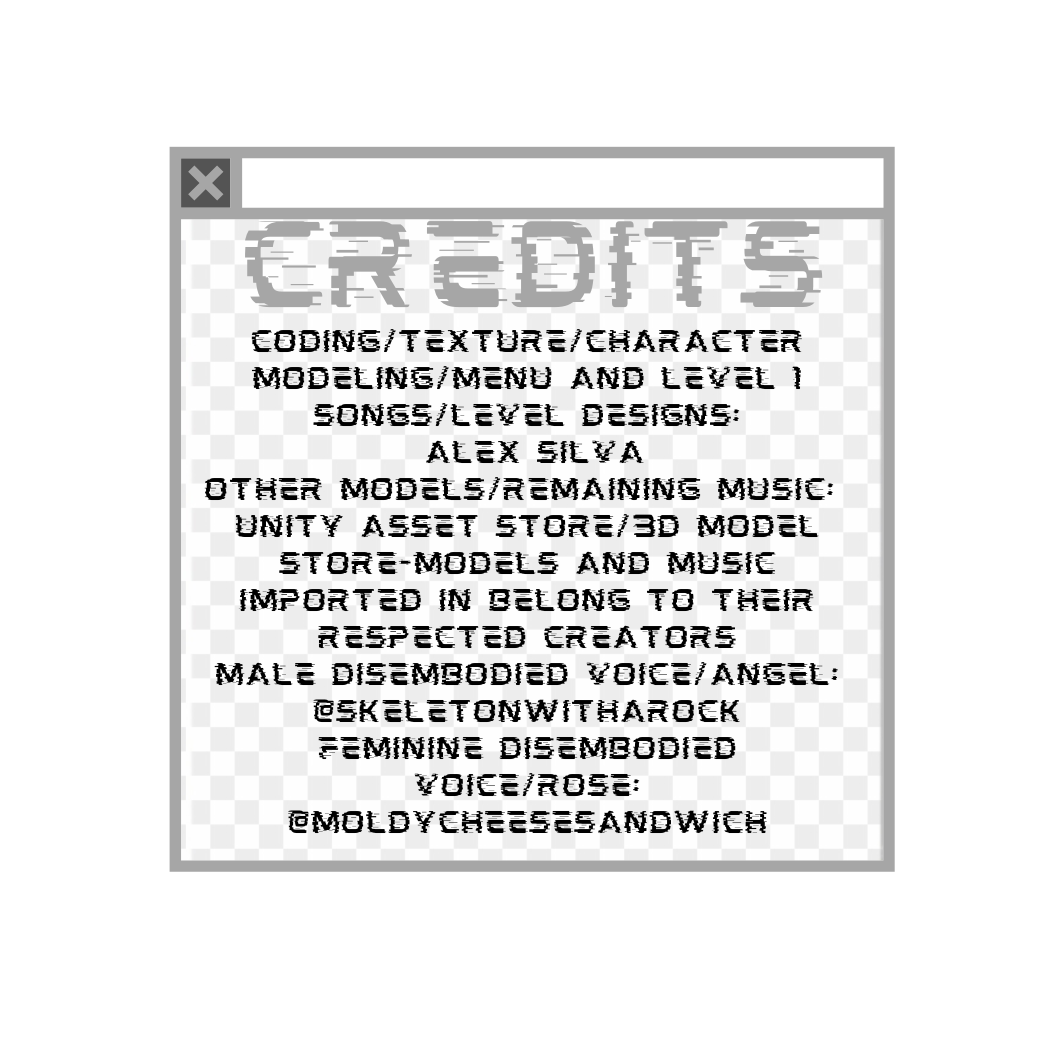 CREDITS
CODING/TEXTURE/CHARACTER
MODELING/MENU AND LEVEL 1
SONGS/LEVEL DESIGNS:
ALEX SILVA
OTHER MODELS/REMAINING MUSIC:
UNITY ASSET STORE/3D MODEL
STORE-MODELS AND MUSIC
IMPORTED IN BELONG TO THEIR
RESPECTED CREATORS
MALE DISEMBODIED VOICE/ANGEL:
@SKELETONWITHAROCK
FEMININE DISEMBODIED
VOICE/ROSE:
@MOLDYCHEESESANDWICH